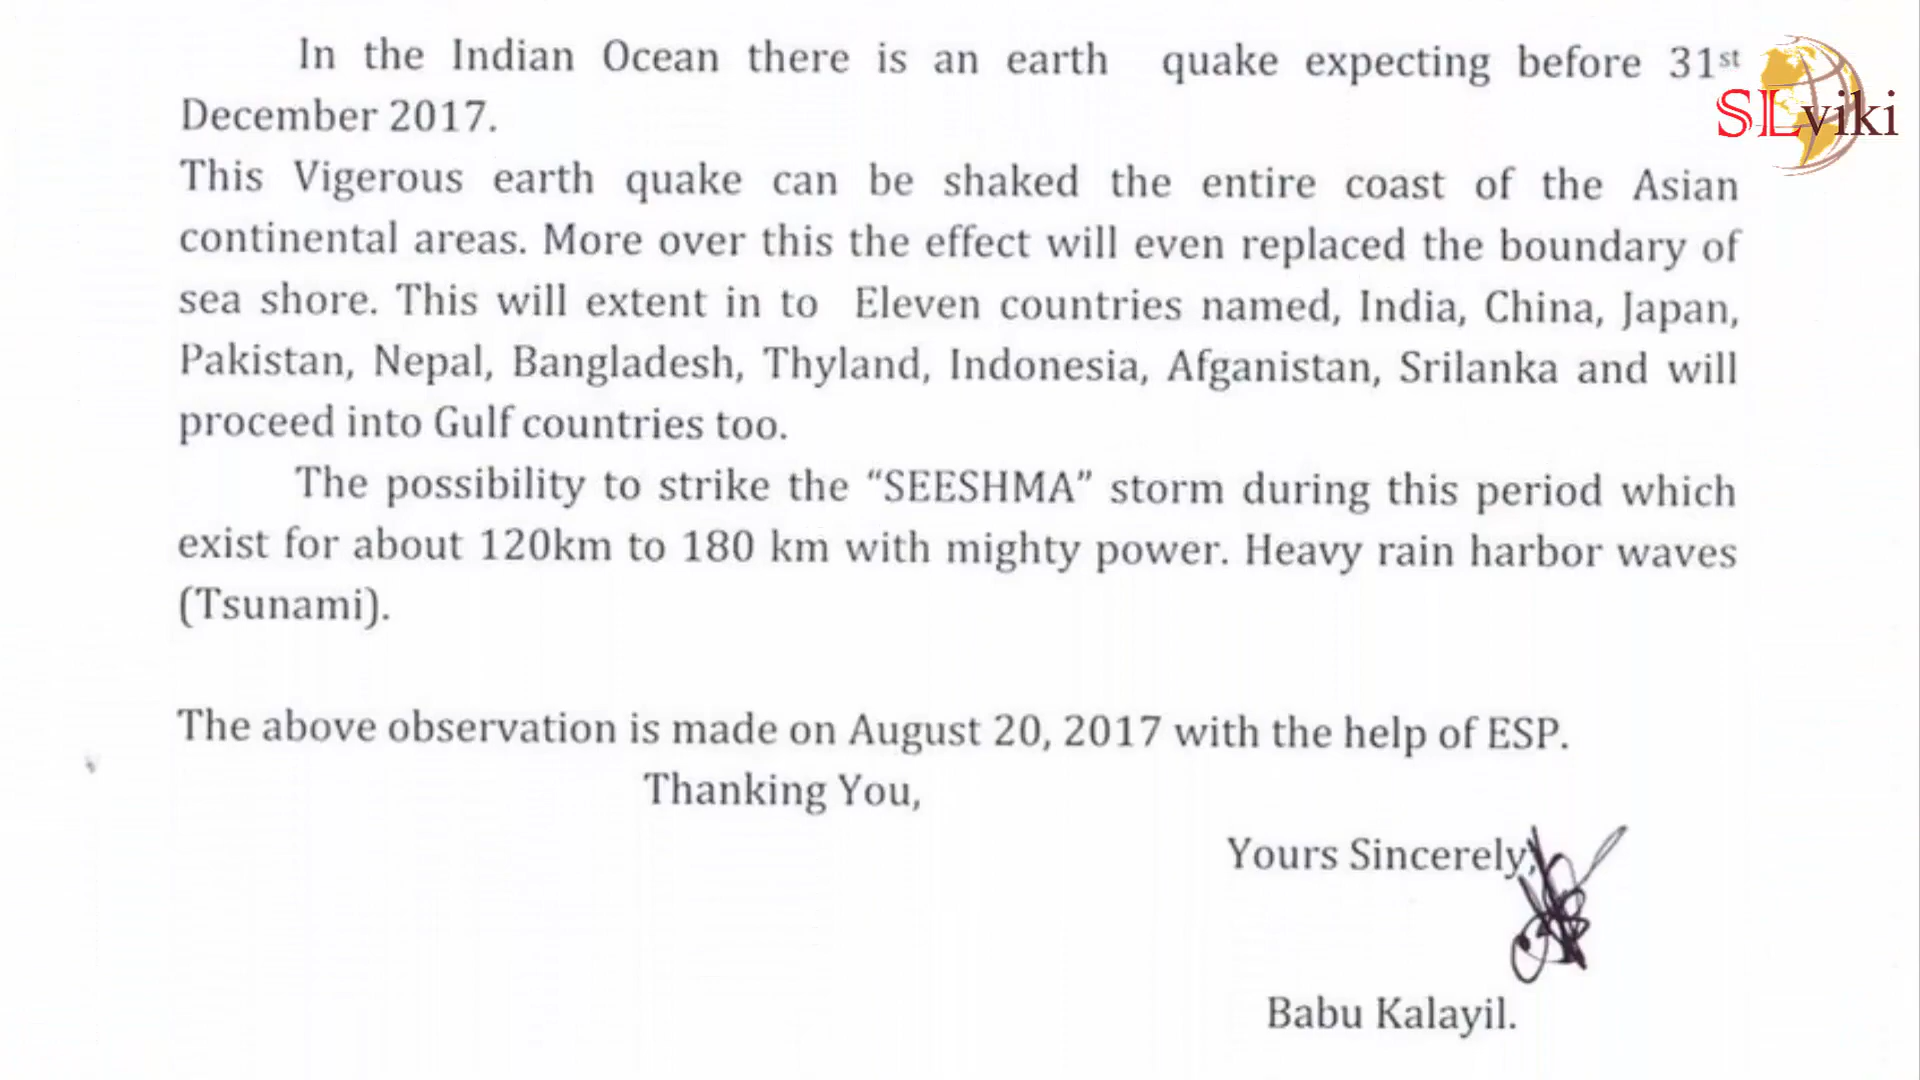 In the Indian Ocean there is an earth quake expecting before 31st
December 2017.
This Vigerous earth quake can be shaked the entire coast of the Asian
continental areas. More over this the effect will even replaced the boundary of
sea shore. This will extent in to Eleven countries named, India, China, Japan,
Pakistan, Nepal, Bangladesh, Thyland, Indonesia, Afganistan, Srilanka and will
proceed into Gulf countries too.
The possibility to strike the “SEESHMA” storm during this period which
exist for about 120km to 180 km with mighty power. Heavy rain harbor waves
(Tsunami).
The above observation is made on August 20, 2017 with the help of ESP.
Thanking You,
Yours Sincerely,
Babu Kalayil.
SLviki